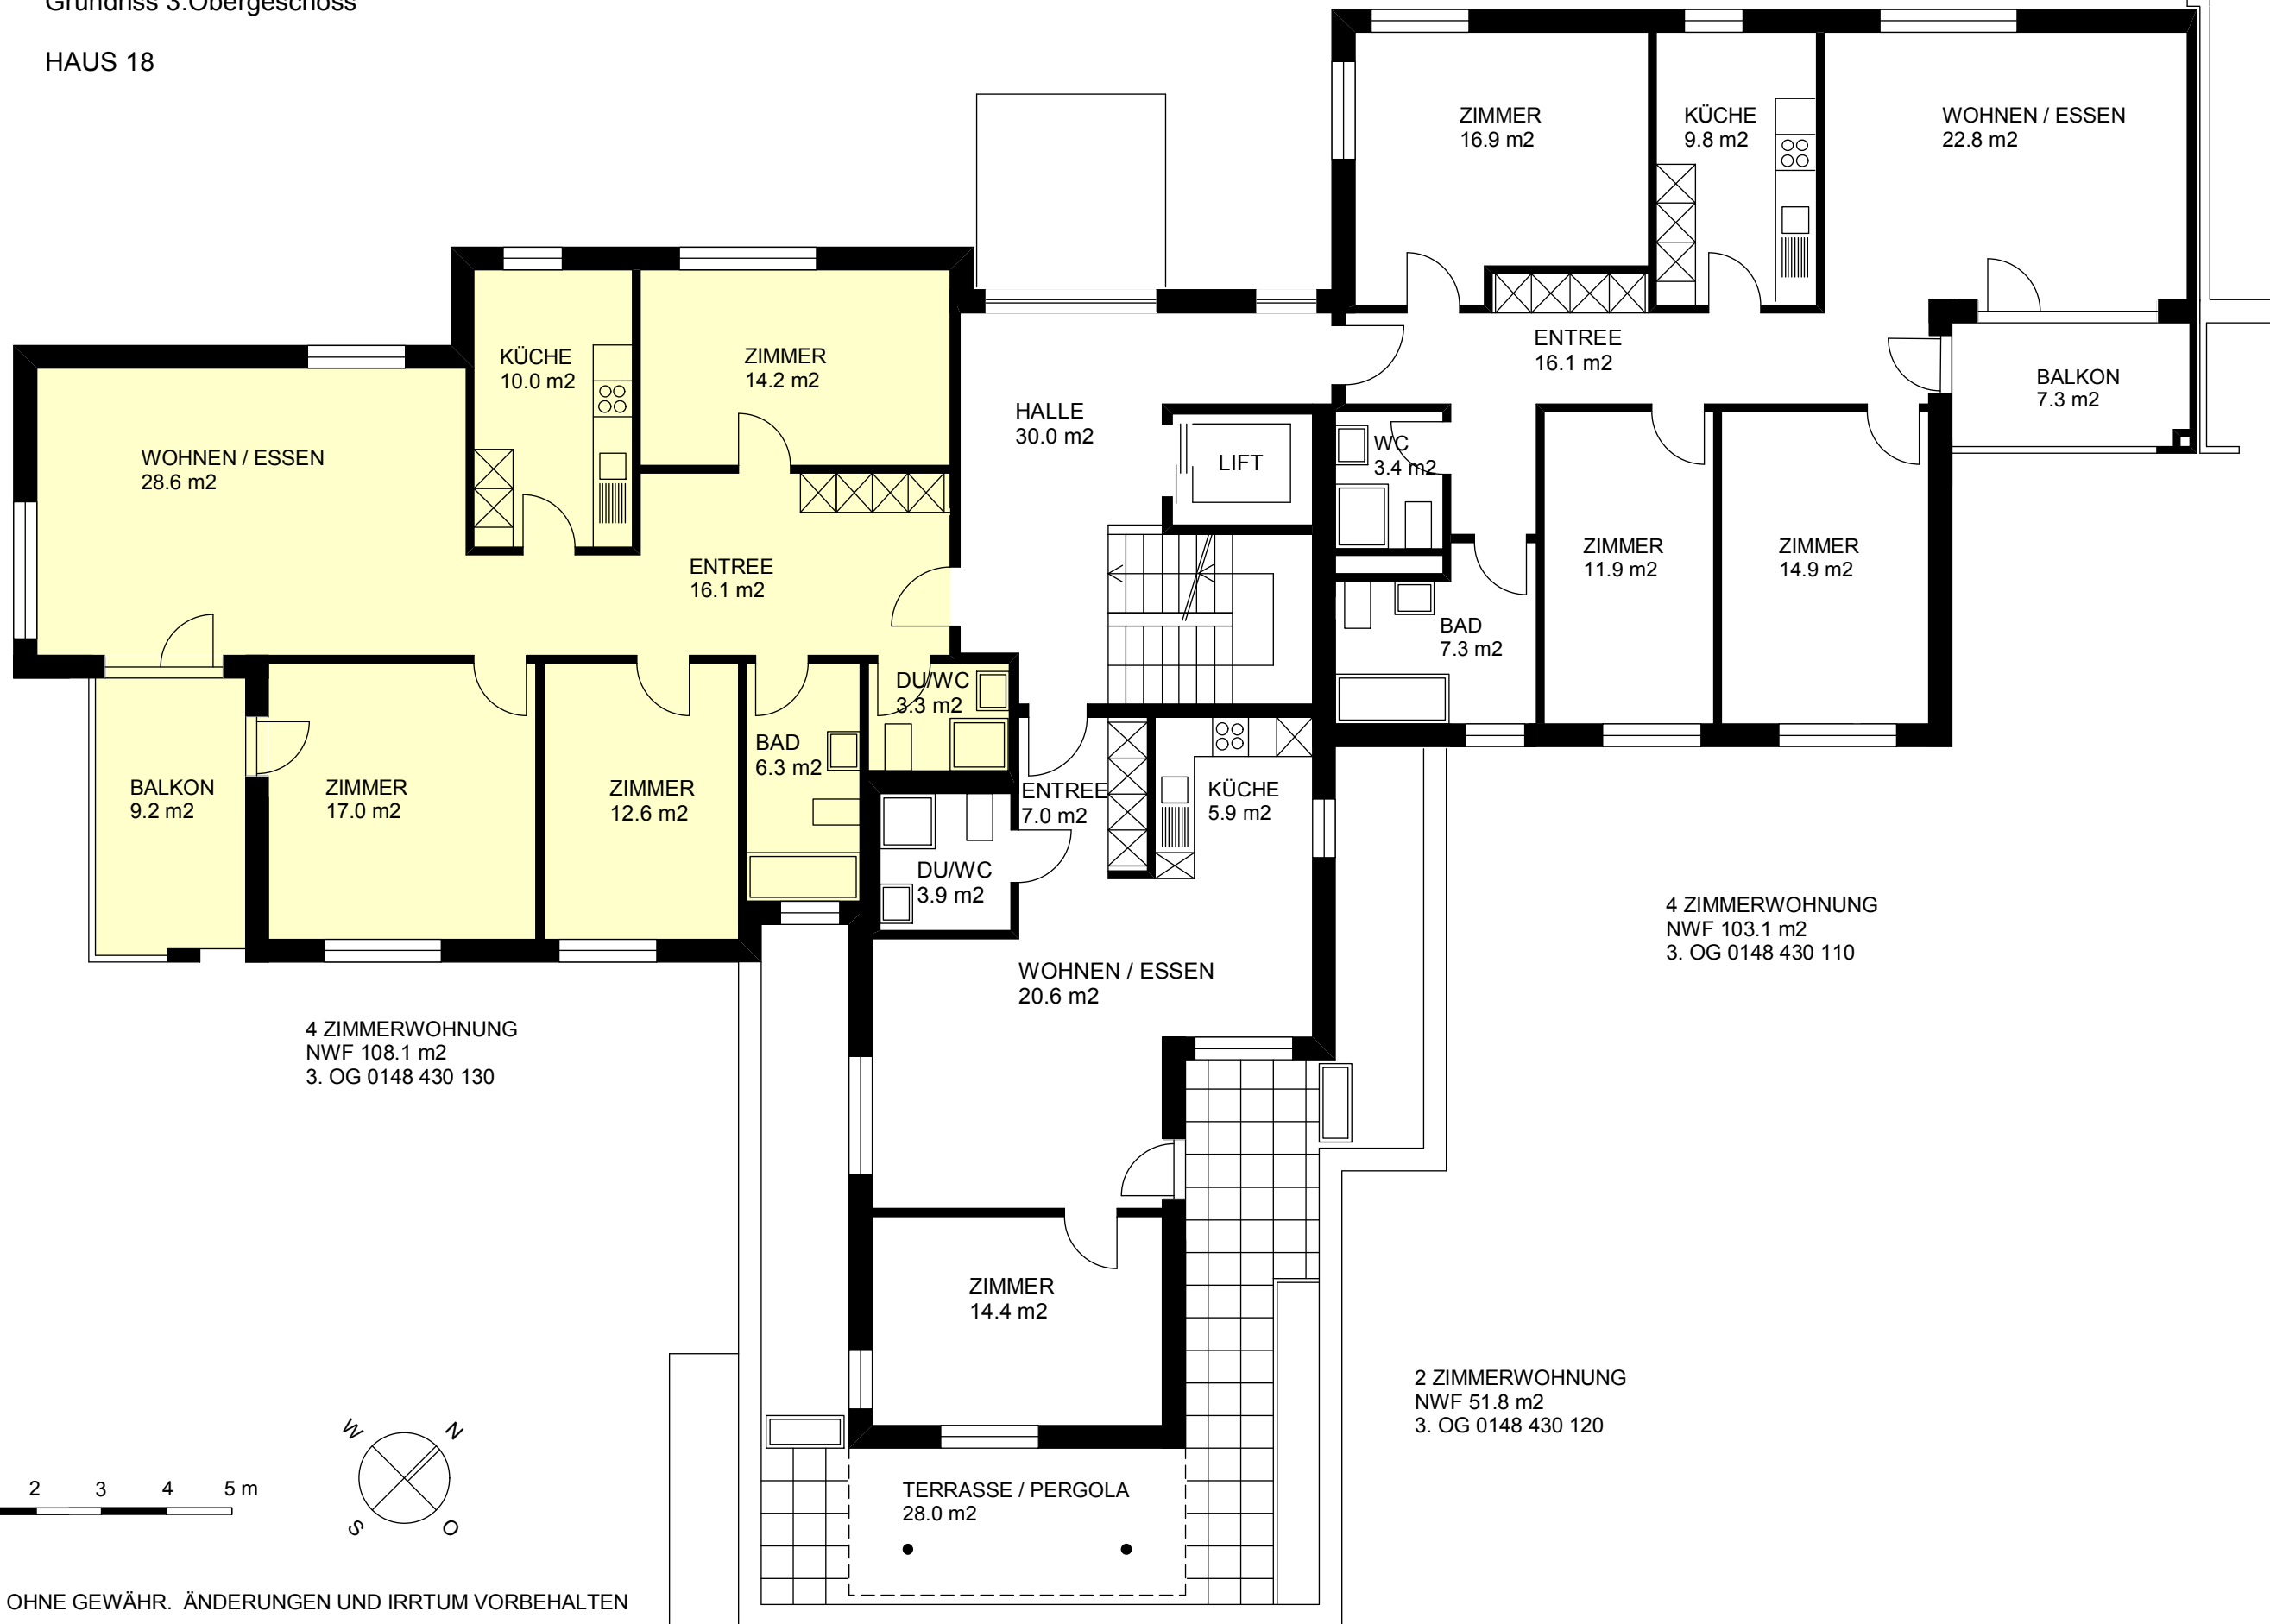 Grundriss 3.Obergeschoss
HAUS 18
ZIMMER
16.9 m2
KÜCHE
9.8 m2
WOHNEN / ESSEN
22.8 m2
ENTREE
16.1 m2
BALKON
7.3 m2
KÜCHE
10.0 m2
ZIMMER
14.2 m2
WOHNEN / ESSEN
28.6 m2
HALLE
30.0 m2
LIFT
WC
3.4 m2
ENTREE
16.1 m2
ZIMMER
11.9 m2
ZIMMER
14.9 m2
BAD
7.3 m2
DU/WC
3.3 m2
BAD
6.3 m2
BALKON
9.2 m2
ZIMMER
17.0 m2
ZIMMER
12.6 m2
ENTREE
7.0 m2
KÜCHE
5.9 m2
DU/WC
3.9 m2
WOHNEN / ESSEN
20.6 m2
4 ZIMMERWOHNUNG
NWF 103.1 m2
3. OG 0148 430 110
4 ZIMMERWOHNUNG
NWF 108.1 m2
3. OG 0148 430 130
ZIMMER
14.4 m2
2 ZIMMERWOHNUNG
NWF 51.8 m2
3. OG 0148 430 120
TERRASSE / PERGOLA
28.0 m2
W N
S O
2 3 4 5 m
OHNE GEWÄHR. ÄNDERUNGEN UND IRRTUM VORBEHALTEN